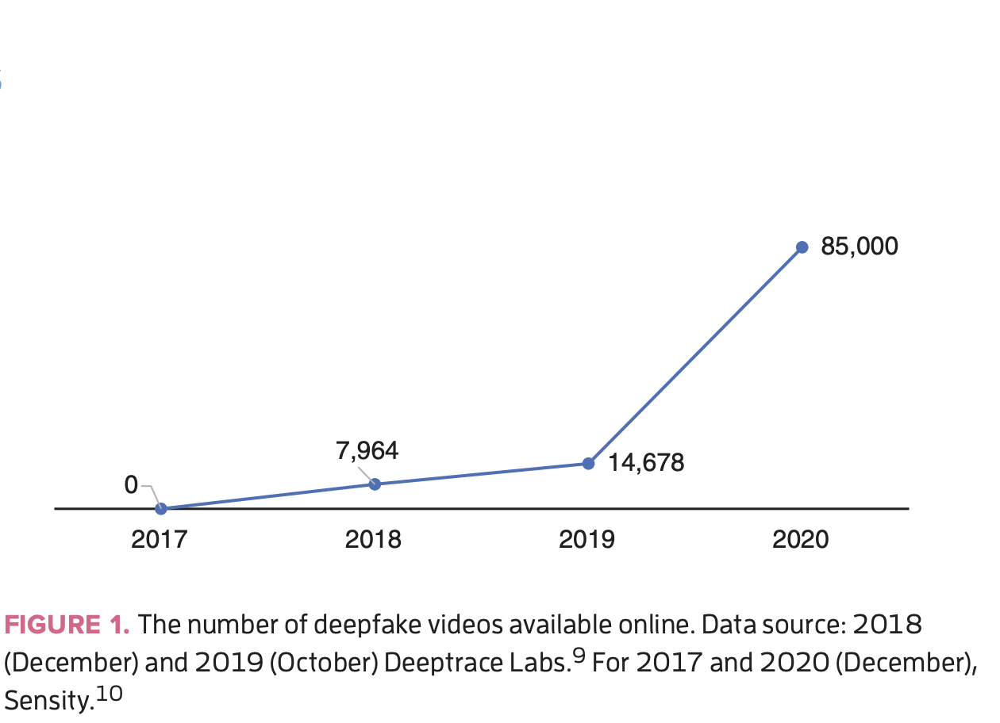 85,000
7,964
14,678
0
2017 2018 2019 2020
FIGURE 1. The number of deepfake videos available online. Data source: 2018
(December) and 2019 (October) Deeptrace Labs.9 For 2017 and 2020 (December),
Sensity.10